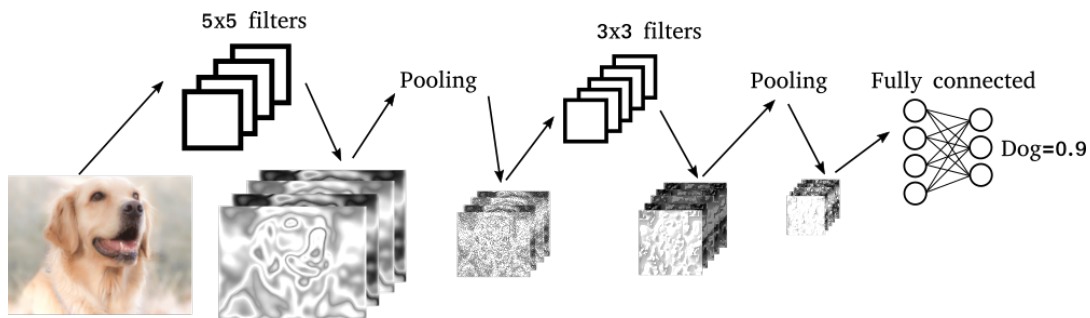 5x5 filters
Pooling
3x3 filters
Pooling
Fully connected
Dog=0.9